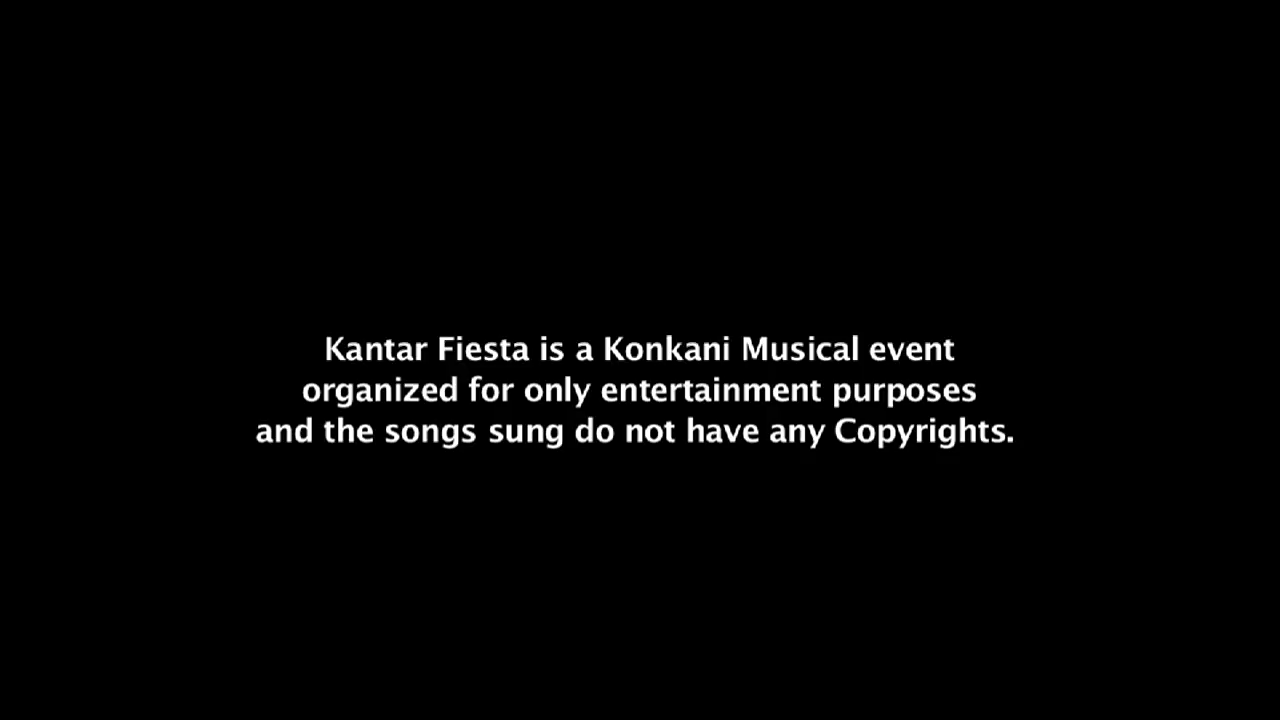 Kantar Fiesta is a Konkani Musical event
organized for only entertainment purposes
and the songs sung do not have any Copyrights.